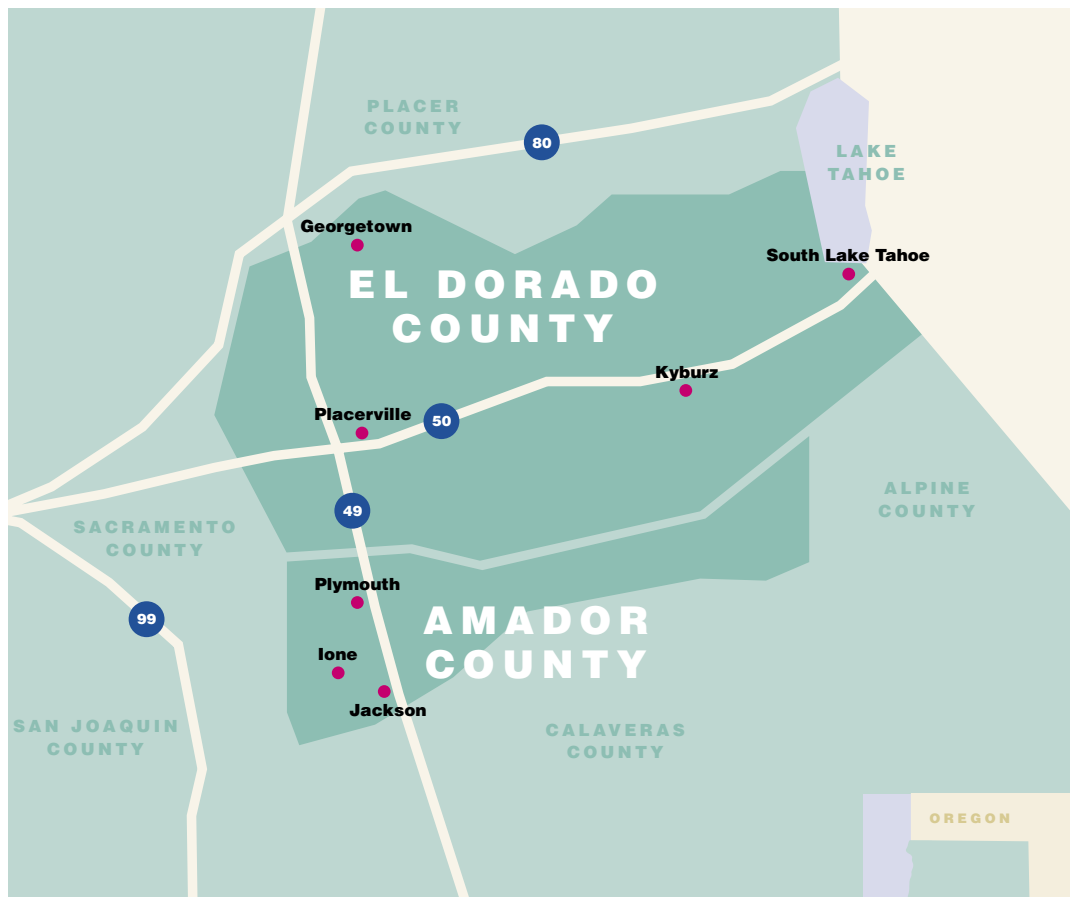 PLACER
COUNTY
80
LAKE
TAHOE
Georgetown
South Lake Tahoe
EL DORADO
COUNTY
Kyburz
Placerville
50
ALPINE
COUNTY
49
SACRAMENTO
COUNTY
Plymouth
99
AMADOR
COUNTY
Ione
Jackson
SAN JOAQUIN
COUNTY
CALAVERAS
COUNTY
OREGON